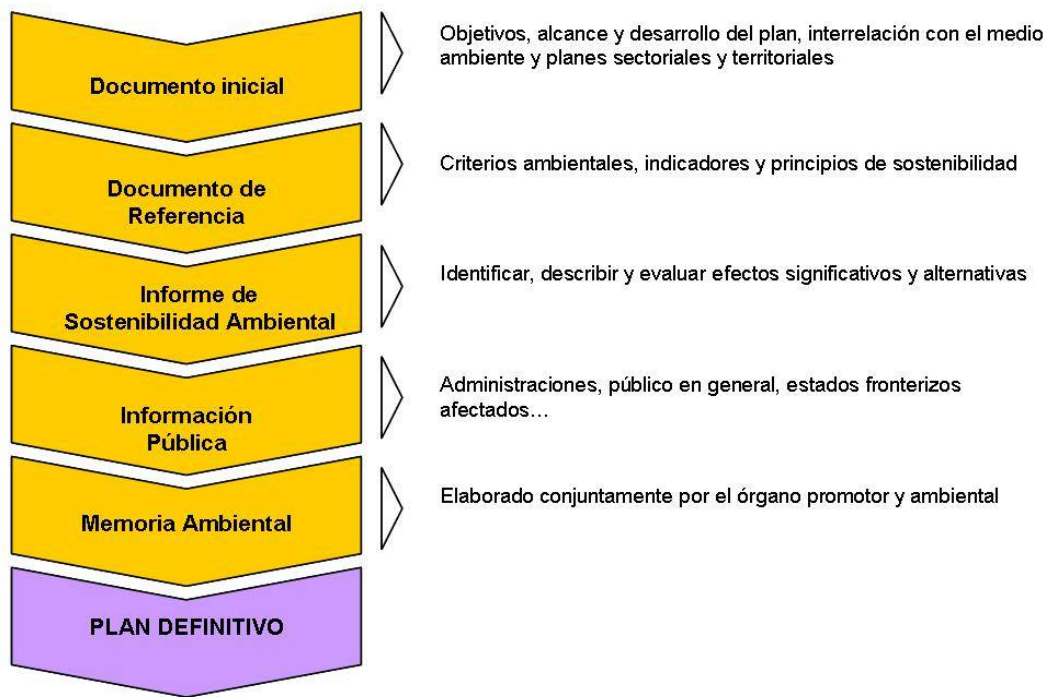 Documento inicial
Objetivos, alcance y desarrollo del plan, interrelación con el medio
ambiente y planes sectoriales y territoriales
Documento de
Referencia
Criterios ambientales, indicadores y principios de sostenibilidad
Informe de
Sostenibilidad Ambiental
Identificar, describir y evaluar efectos significativos y alternativas
Información
Pública
Administraciones, público en general, estados fronterizos
afectados…
Memoria Ambiental
Elaborado conjuntamente por el órgano promotor y ambiental
PLAN DEFINITIVO